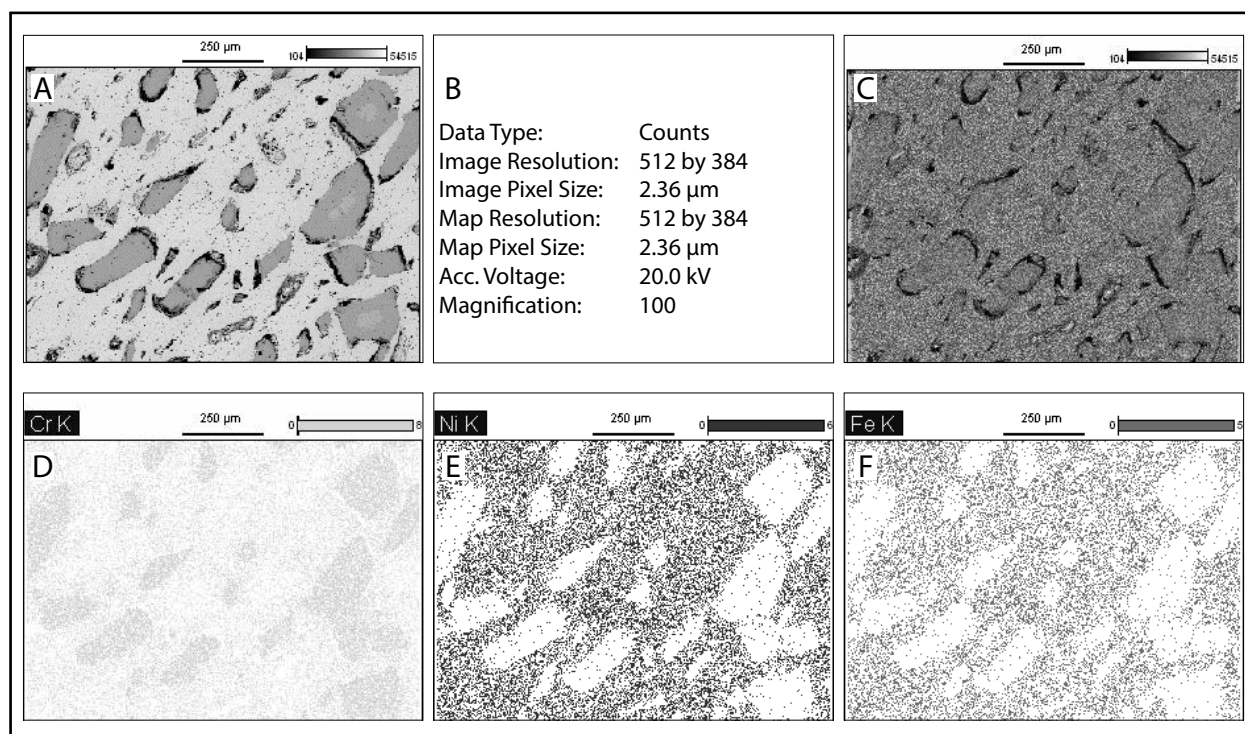 250 µm
104 54515
A
B
Data Type: Counts
Image Resolution: 512 by 384
Image Pixel Size: 2.36 µm
Map Resolution: 512 by 384
Map Pixel Size: 2.36 µm
Acc. Voltage: 20.0 kV
Magnification: 100
250 µm
104 54515
C
Cr K
250 µm
0 8
D
Ni K
250 µm
0 6
E
Fe K
250 µm
0 5
F